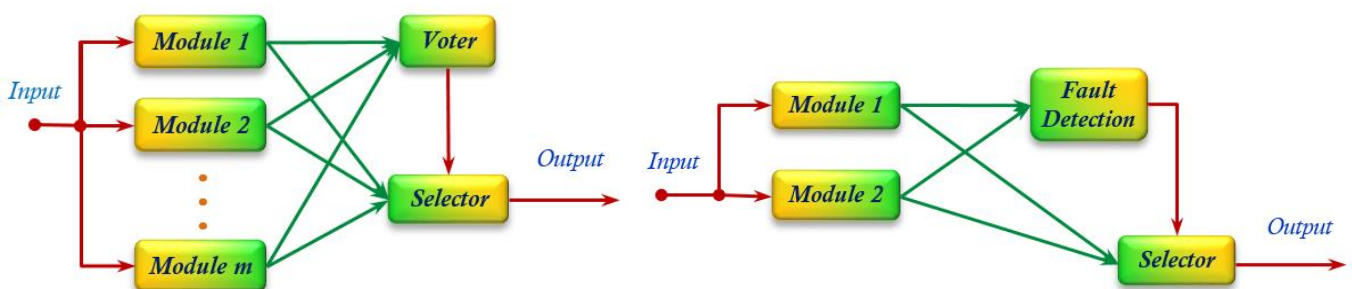 Input
Module 1
Module 2
Module m
Voter
Selector
Output
Input
Module 1
Module 2
Fault
Detection
Selector
Output